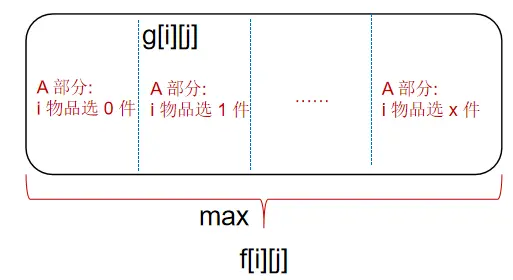 g[i][j]
A 部分:
i 物品选 0 件
A 部分:
i 物品选 1 件
......
A 部分:
i 物品选 x 件
max
f[i][j]